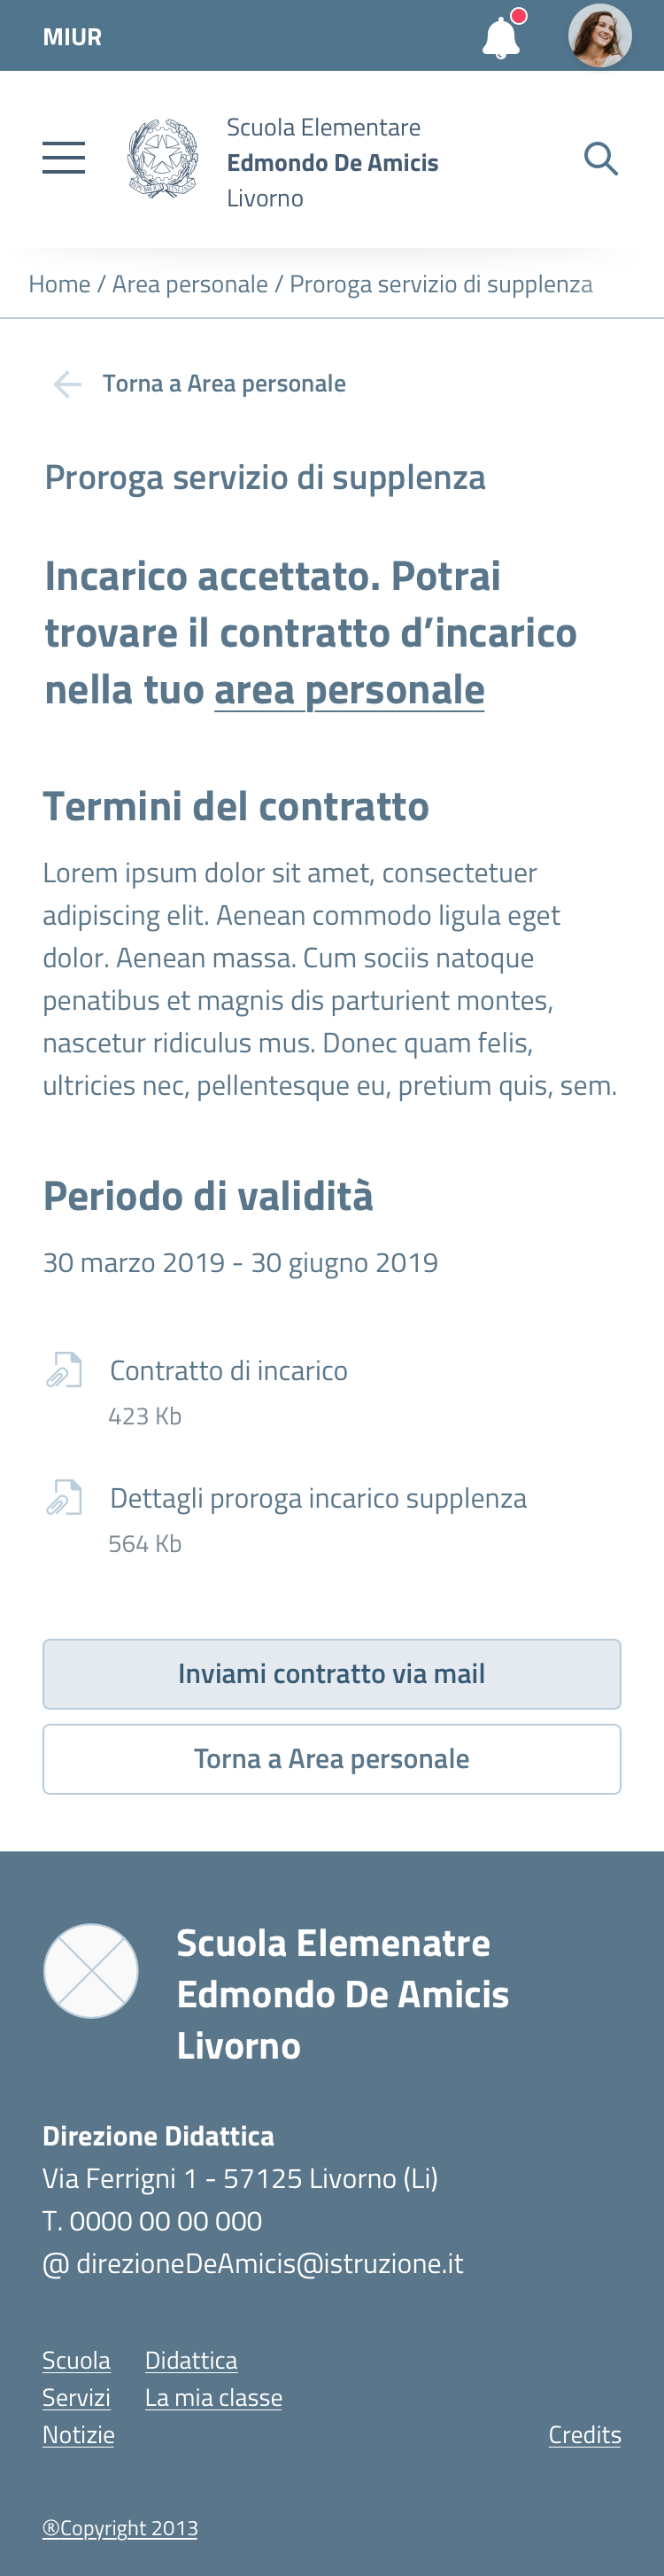 MIUR
Scuola Elementare
Edmondo De Amicis
Livorno
Home / Area personale / Proroga servizio di supplenza
Torna a Area personale
Proroga servizio di supplenza
Incarico accettato. Potrai
trovare il contratto d’incarico
nella tuo area personale
Termini del contratto
Lorem ipsum dolor sit amet, consectetuer
adipiscing elit. Aenean commodo ligula eget
dolor. Aenean massa. Cum sociis natoque
penatibus et magnis dis parturient montes,
nascetur ridiculus mus. Donec quam felis,
ultricies nec, pellentesque eu, pretium quis, sem.
Periodo di validità
30 marzo 2019 - 30 giugno 2019
Contratto di incarico
423 Kb
Dettagli proroga incarico supplenza
564 Kb
Inviami contratto via mail
Torna a Area personale
Scuola Elemenatre
Edmondo De Amicis
Livorno
Direzione Didattica
Via Ferrigni 1 - 57125 Livorno (Li)
T. 0000 00 00 000
@ direzioneDeAmicis@istruzione.it
Scuola Didattica
Servizi La mia classe
Notizie Credits
®Copyright 2013